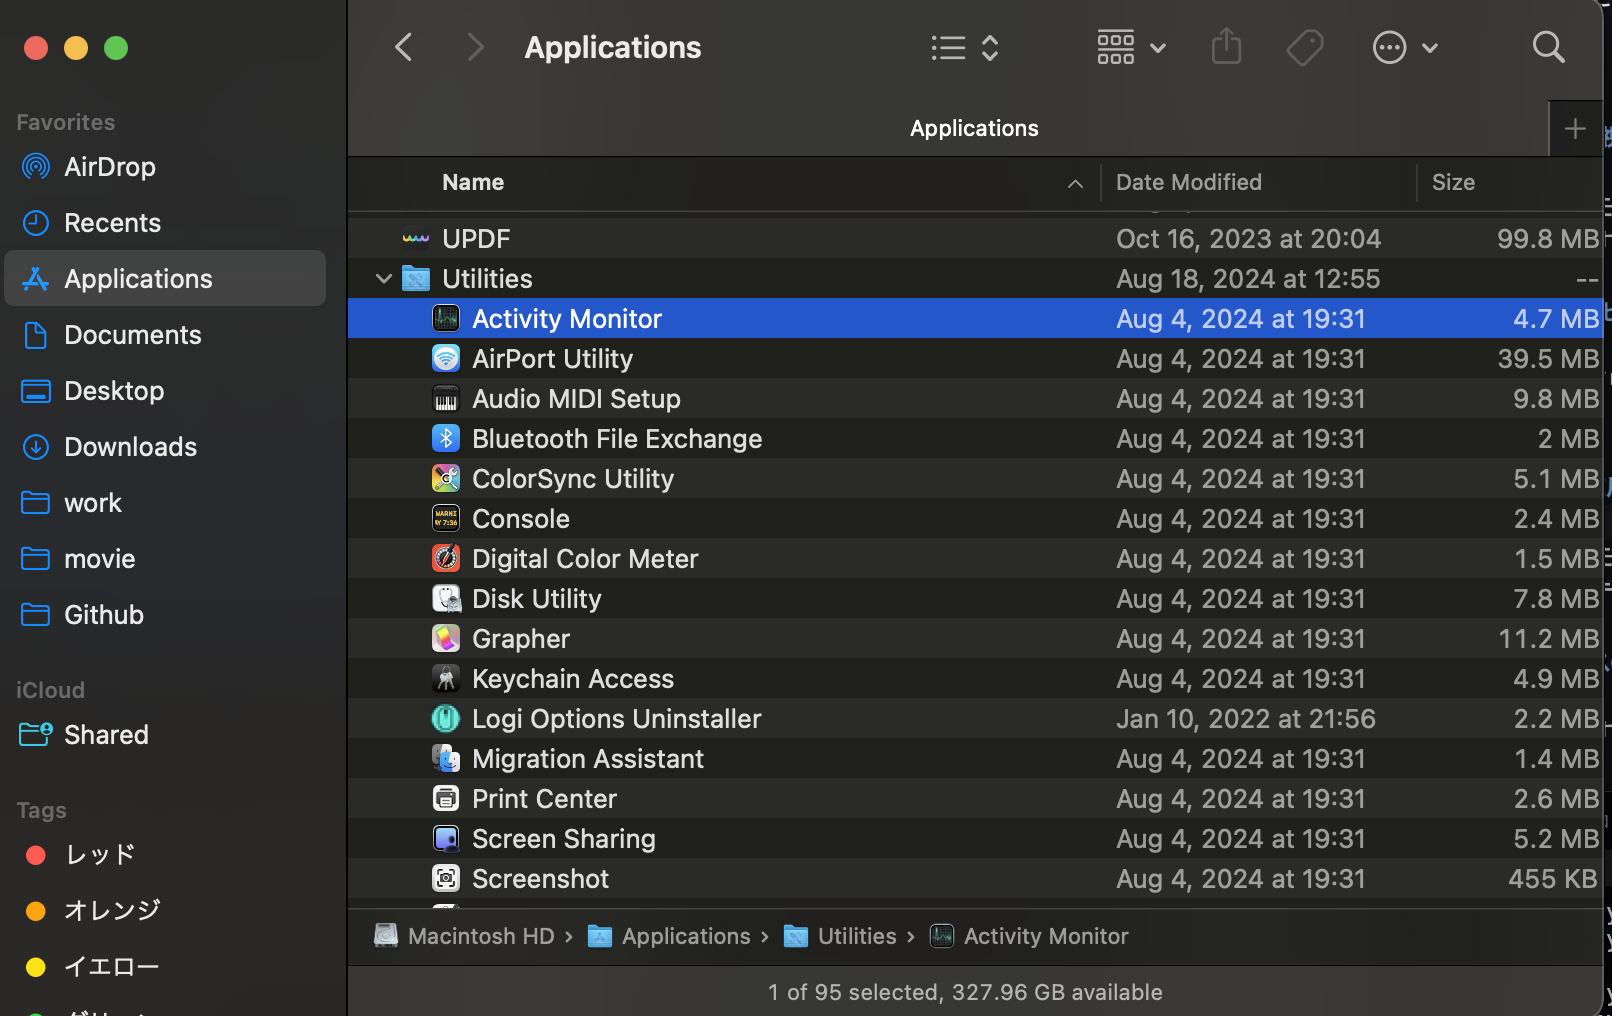 Applications
Favorites
AirDrop
Recents
Applications
Documents
Desktop
Downloads
work
movie
Github
iCloud
Shared
Tags
レッド
オレンジ
イエロー
Applications
Name Date Modified Size
UPDF Oct 16, 2023 at 20:04 99.8 MB
Utilities Aug 18, 2024 at 12:55 --
Activity Monitor Aug 4, 2024 at 19:31 4.7 MB
AirPort Utility Aug 4, 2024 at 19:31 39.5 MB
Audio MIDI Setup Aug 4, 2024 at 19:31 9.8 MB
Bluetooth File Exchange Aug 4, 2024 at 19:31 2 MB
ColorSync Utility Aug 4, 2024 at 19:31 5.1 MB
Console Aug 4, 2024 at 19:31 2.4 MB
Digital Color Meter Aug 4, 2024 at 19:31 1.5 MB
Disk Utility Aug 4, 2024 at 19:31 7.8 MB
Grapher Aug 4, 2024 at 19:31 11.2 MB
Keychain Access Aug 4, 2024 at 19:31 4.9 MB
Logi Options Uninstaller Jan 10, 2022 at 21:56 2.2 MB
Migration Assistant Aug 4, 2024 at 19:31 1.4 MB
Print Center Aug 4, 2024 at 19:31 2.6 MB
Screen Sharing Aug 4, 2024 at 19:31 5.2 MB
Screenshot Aug 4, 2024 at 19:31 455 KB
Macintosh HD › Applications › Utilities › Activity Monitor
1 of 95 selected, 327.96 GB available